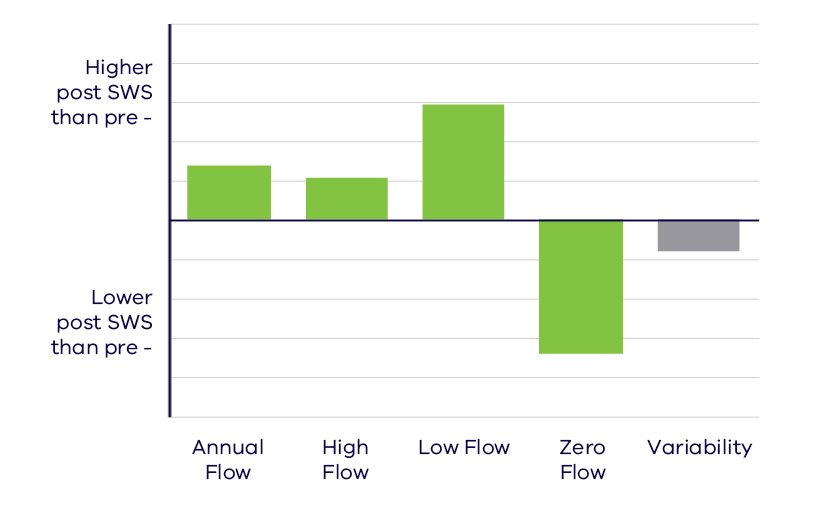 Higher
post SWS
than pre -
Lower
post SWS
than pre -
Annual
Flow
High
Flow
Low Flow
Zero
Flow
Variability